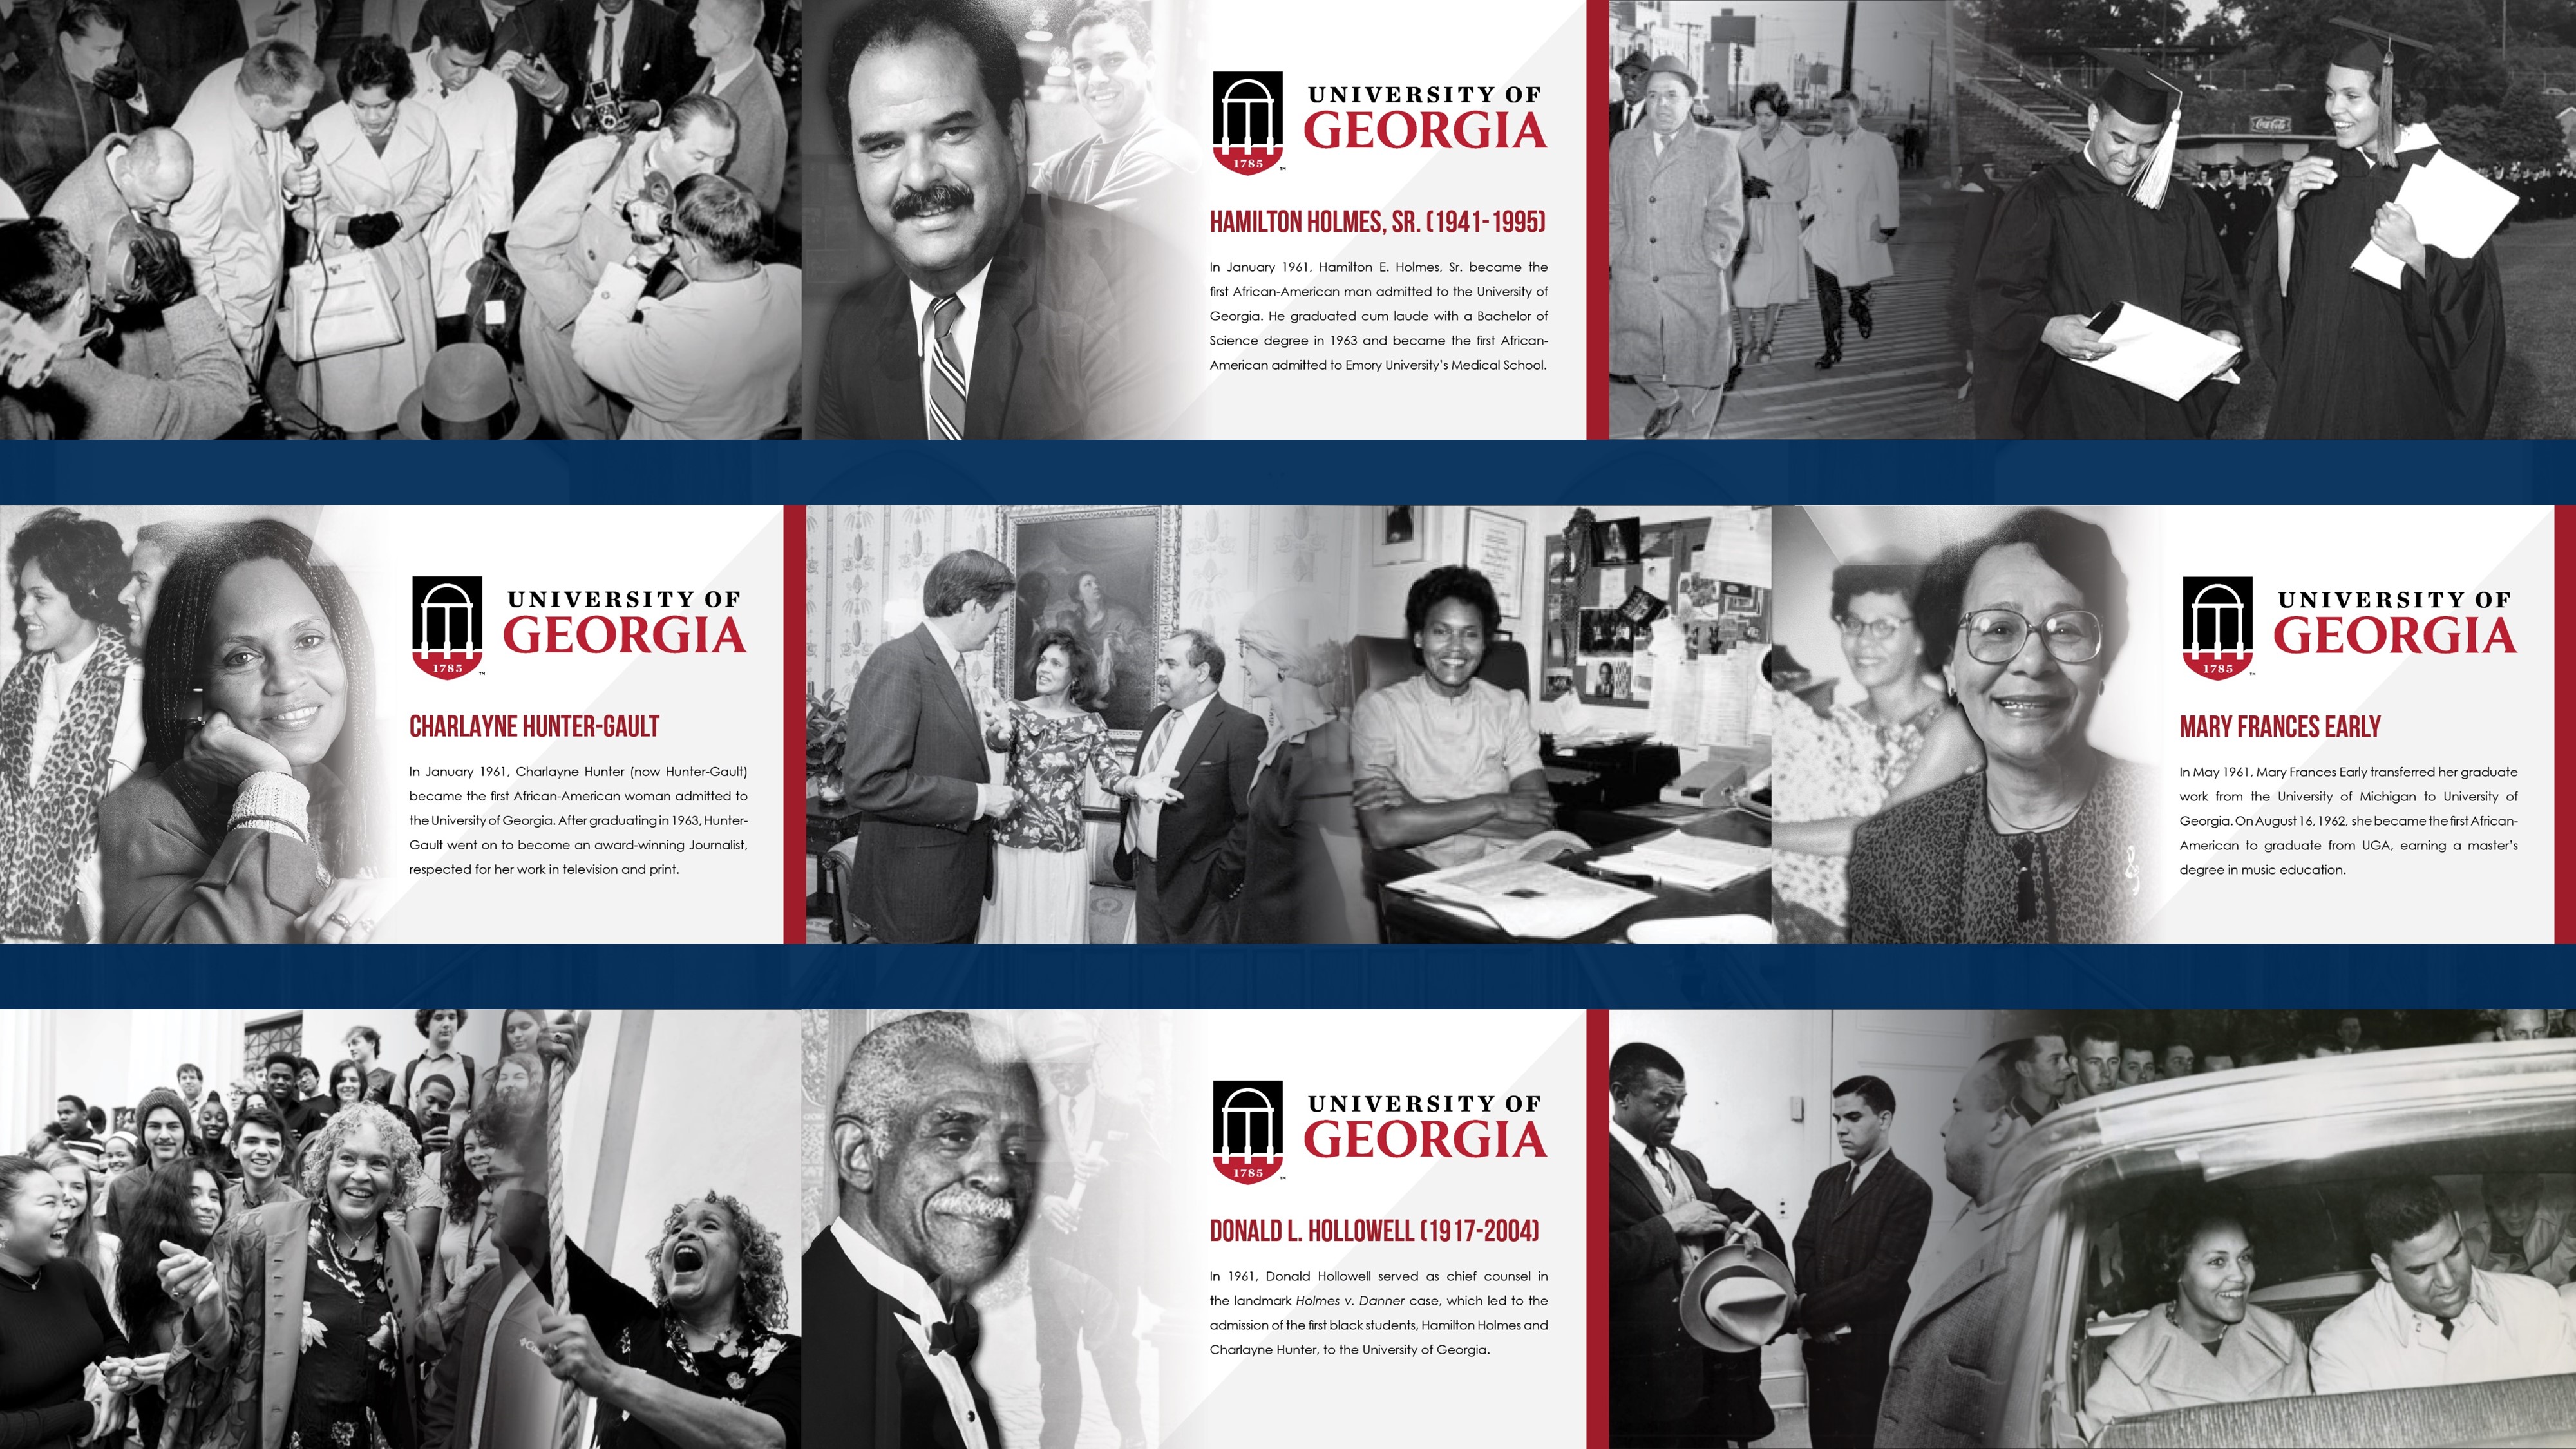 UNIVERSITY OF
GEORGIA
1785
TM
HAMILTON HOLMES, SR. (1941-1995)
In January 1961, Hamilton E. Holmes, Sr. became the
first African-American man admitted to the University of
Georgia. He graduated cum laude with a Bachelor of
Science degree in 1963 and became the first African-
American admitted to Emory University's Medical School.
Coca-Cola
UNIVERSITY OF
GEORGIA
1785
TM
CHARLAYNE HUNTER-GAULT
In January 1961, Charlayne Hunter (now Hunter-Gault)
became the first African-American woman admitted to
the University of Georgia. After graduating in 1963, Hunter-
Gault went on to become an award-winning Journalist,
respected for her work in television and print.
UNIVERSITY OF
GEORGIA
1785
TM
MARY FRANCES EARLY
In May 1961, Mary Frances Early transferred her graduate
work from the University of Michigan to University of
Georgia. On August 16, 1962, she became the first African-
American to graduate from UGA, earning a master's
degree in music education.
UNIVERSITY OF
GEORGIA
1785
TM
DONALD L. HOLLOWELL (1917-2004)
In 1961, Donald Hollowell served as chief counsel in
the landmark Holmes v. Danner case, which led to the
admission of the first black students, Hamilton Holmes and
Charlayne Hunter, to the University of Georgia.